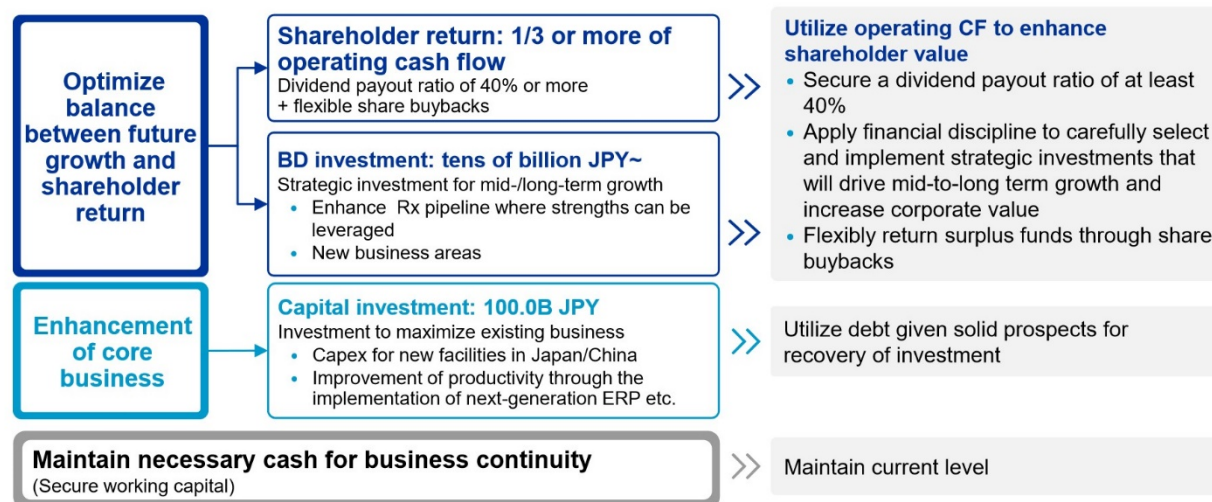 Optimize
balance
between future
growth and
shareholder
return
Shareholder return: 1/3 or more of
operating cash flow
Dividend payout ratio of 40% or more
+ flexible share buybacks
BD investment: tens of billion JPY~
Strategic investment for mid-/long-term growth
• Enhance Rx pipeline where strengths can be
leveraged
• New business areas
Utilize operating CF to enhance
shareholder value
• Secure a dividend payout ratio of at least
40%
• Apply financial discipline to carefully select
and implement strategic investments that
will drive mid-to-long term growth and
increase corporate value
• Flexibly return surplus funds through share
buybacks
Enhancement
of core
business
Capital investment: 100.0B JPY
Investment to maximize existing business
• Capex for new facilities in Japan/China
• Improvement of productivity through the
implementation of next-generation ERP etc.
Utilize debt given solid prospects for
recovery of investment
Maintain necessary cash for business continuity
(Secure working capital)
Maintain current level